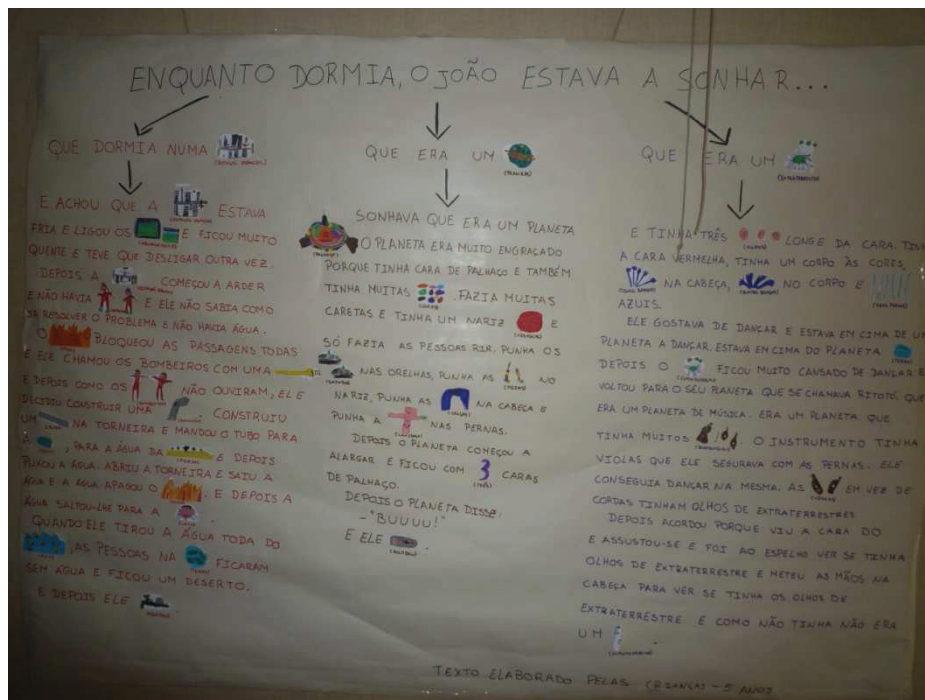 ENQUANTO DORMIA, O JOÃO ESTAVA A SONHAR...
QUE DORMIA NUMA
E ACHOU QUE A ESTAVA
FRIA E LIGOU OS E FICOU MUITO
QUENTE E TEVE QUE DESLIGAR OUTRA VEZ.
DEPOIS A COMEÇOU A ARDER
E NÃO HAVIA E ELE NÃO SABIA COMO
IA RESOLVER O PROBLEMA E NÃO HAVIA ÁGUA.
O BLOQUEOU AS PASSAGENS TODAS
E ELE CHAMOU OS BOMBEIROS COM UMA
E DEPOIS COMO OS NÃO OUVIRAM, ELE
DECIDIU CONSTRUIR UMA . CONSTRUIU
UM NA TORNEIRA E MANDOU O TUBO PARA
A , PARA A ÁGUA DA E DEPOIS
PUXOU A ÁGUA. ABRIU A TORNEIRA E SAIU A
ÁGUA E A ÁGUA APAGOU O . E DEPOIS A
ÁGUA SALTOU-LHE PARA A .
QUANDO ELE TIROU A ÁGUA TODA DO
, AS PESSOAS NA FICARAM
SEM ÁGUA E FICOU UM DESERTO.
E DEPOIS ELE .
QUE ERA UM
(PLANETA)
SONHAVA QUE ERA UM PLANETA
O PLANETA ERA MUITO ENGRAÇADO
PORQUE TINHA CARA DE PALHAÇO E TAMBÉM
TINHA MUITAS . FAZIA MUITAS
CARETAS E TINHA UM NARIZ E
SÓ FAZIA AS PESSOAS RIR. PUNHA OS
NAS ORELHAS, PUNHA AS NO
NARIZ, PUNHA AS NA CABEÇA E
PUNHA A NAS PERNAS.
DEPOIS O PLANETA COMEÇOU A
ALARGAR E FICOU COM 3 CARAS
DE PALHAÇO.
DEPOIS O PLANETA DISSE:
-"BUUUU!"
E ELE .
QUE ERA UM
(EXTRATERRESTRE)
E TINHA TRÊS LONGE DA CARA. TINHA
A CARA VERMELHA, TINHA UM CORPO ÀS CORES,
NA CABEÇA, NO CORPO E
AZUIS.
ELE GOSTAVA DE DANÇAR E ESTAVA EM CIMA DE UM
PLANETA A DANÇAR. ESTAVA EM CIMA DO PLANETA
DEPOIS O FICOU MUITO CANSADO DE DANÇAR E
VOLTOU PARA O SEU PLANETA QUE SE CHAMAVA RITOTÓ, QUE
ERA UM PLANETA DE MÚSICA. ERA UM PLANETA QUE
TINHA MUITOS . O INSTRUMENTO TINHA
VIOLAS QUE ELE SEGURAVA COM AS PERNAS. ELE
CONSEGUIA DANÇAR NA MESMA. AS EM VEZ DE
CORDAS TINHAM OLHOS DE EXTRATERRESTRES
DEPOIS ACORDOU PORQUE VIU A CARA DO
E ASSUSTOU-SE E FOI AO ESPELHO VER SE TINHA
OLHOS DE EXTRATERRESTRE E METEU AS MÃOS NA
CABEÇA PARA VER SE TINHA OS OLHOS DE
EXTRATERRESTRE E COMO NÃO TINHA NÃO ERA
UM .
TEXTO ELABORADO PELAS CRIANÇAS - 5 ANOS